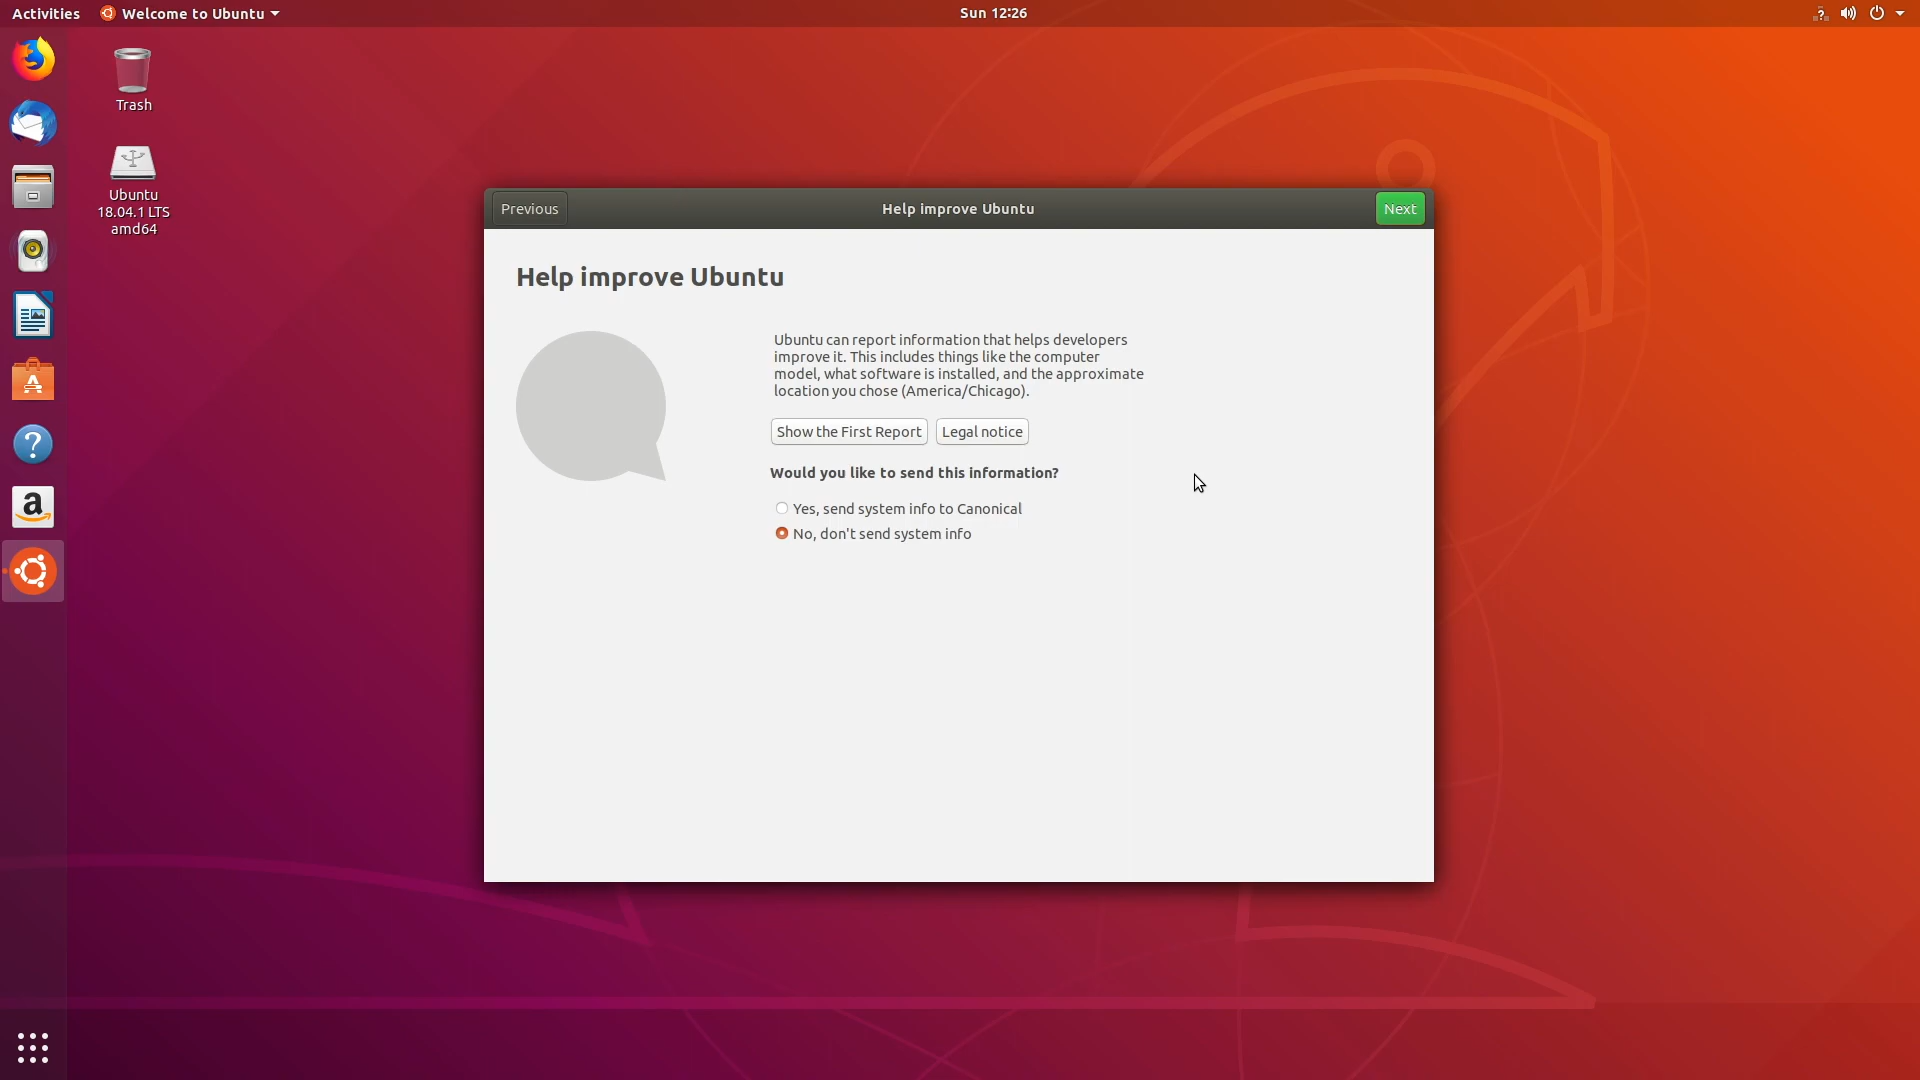 Activities
Welcome to Ubuntu
Sun 12:26
?
Trash
Ubuntu
18.04.1 LTS
amd64
A
?
a
Previous
Help improve Ubuntu
Next
Help improve Ubuntu
Ubuntu can report information that helps developers
improve it. This includes things like the computer
model, what software is installed, and the approximate
location you chose (America/Chicago).
Show the First Report
Legal notice
Would you like to send this information?
Yes, send system info to Canonical
No, don't send system info